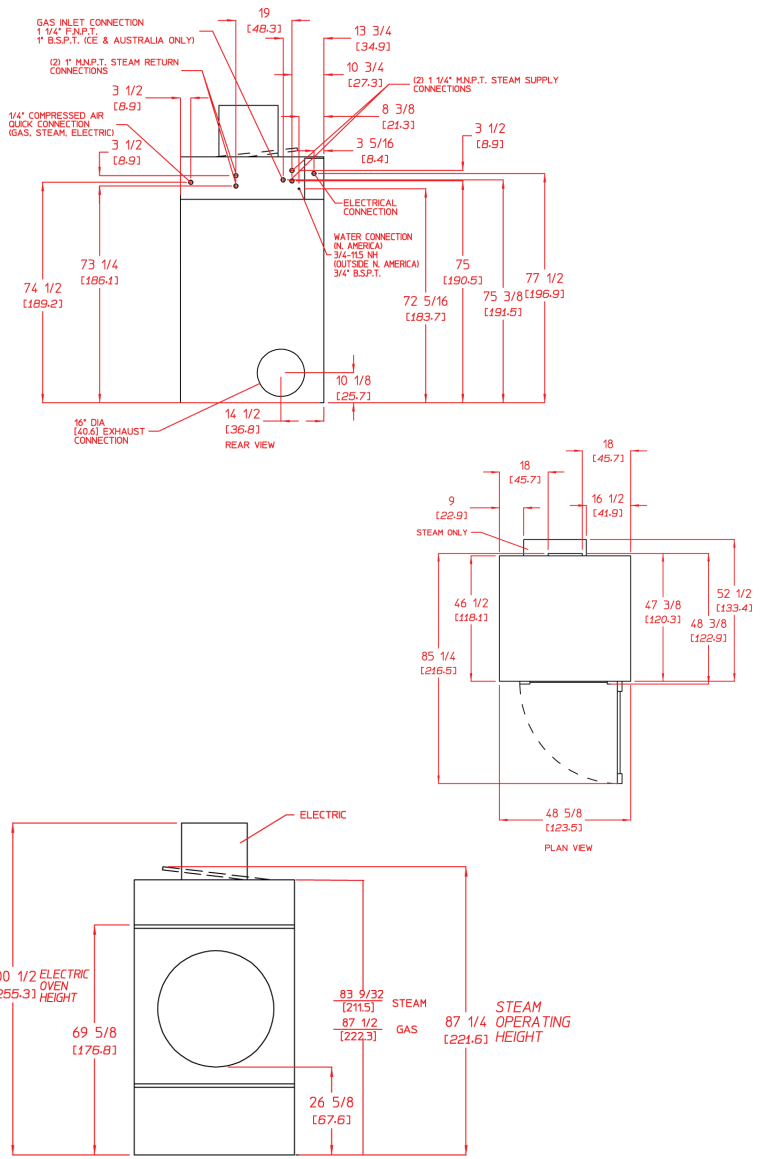 GAS INLET CONNECTION
1 1/4" F.N.P.T.
1" B.S.P.T. (CE & AUSTRALIA ONLY)
(2) 1" M.N.P.T. STEAM RETURN
CONNECTIONS
3 1/2
[8.9]
1/4" COMPRESSED AIR
QUICK CONNECTION
(GAS, STEAM, ELECTRIC)
3 1/2
[8.9]
19
[48.3]
13 3/4
[34.9]
10 3/4
[27.3]
(2) 1 1/4" M.N.P.T. STEAM SUPPLY
CONNECTIONS
8 3/8
[21.3]
3 5/16
[8.4]
3 1/2
[8.9]
ELECTRICAL
CONNECTION
WATER CONNECTION
(N. AMERICA)
3/4-11.5 NH
(OUTSIDE N. AMERICA)
3/4" B.S.P.T.
74 1/2
[189.2]
73 1/4
[186.1]
72 5/16
[183.7]
75
[190.5]
75 3/8
[191.5]
77 1/2
[196.9]
10 1/8
[25.7]
14 1/2
[36.8]
16" DIA
[40.6] EXHAUST
CONNECTION
REAR VIEW
18
[45.7]
18
[45.7]
9
[22.9]
16 1/2
[41.9]
STEAM ONLY
46 1/2
[118.1]
47 3/8
[120.3]
48 3/8
[122.9]
52 1/2
[133.4]
85 1/4
[216.5]
48 5/8
[123.5]
PLAN VIEW
ELECTRIC
00 1/2 ELECTRIC
255.3] OVEN
HEIGHT
69 5/8
[176.8]
26 5/8
[67.6]
83 9/32 STEAM
[211.5]
87 1/2 GAS
[222.3]
87 1/4 STEAM
[221.6] OPERATING
HEIGHT